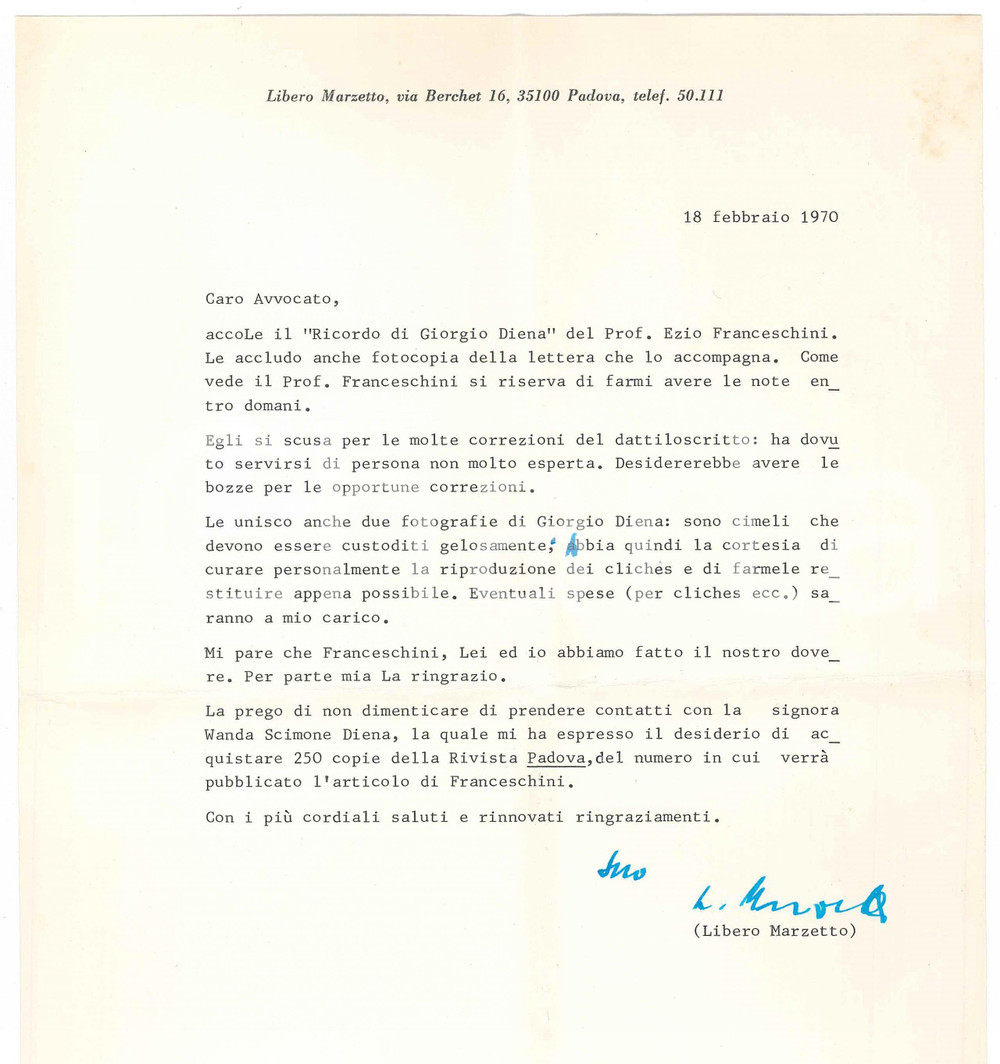 Libero Marzetto, via Berchet 16, 35100 Padova, telef. 50.111
18 febbraio 1970
Caro Avvocato,
accoLe il "Ricordo di Giorgio Diena" del Prof. Ezio Franceschini.
Le accludo anche fotocopia della lettera che lo accompagna. Come
vede il Prof. Franceschini si riserva di farmi avere le note en_
tro domani.
Egli si scusa per le molte correzioni del dattiloscritto: ha dovu
to servirsi di persona non molto esperta. Desidererebbe avere le
bozze per le opportune correzioni.
Le unisco anche due fotografie di Giorgio Diena: sono cimeli che
devono essere custoditi gelosamente; Abbia quindi la cortesia di
curare personalmente la riproduzione dei clichés e di farmele re_
stituire appena possibile. Eventuali spese (per cliches ecc.) sa_
ranno a mio carico.
Mi pare che Franceschini, Lei ed io abbiamo fatto il nostro dove_
re. Per parte mia La ringrazio.
La prego di non dimenticare di prendere contatti con la signora
Wanda Scimone Diena, la quale mi ha espresso il desiderio di ac_
quistare 250 copie della Rivista Padova,del numero in cui verrà
pubblicato l'articolo di Franceschini.
Con i più cordiali saluti e rinnovati ringraziamenti.
Suo
L. Marzetto
(Libero Marzetto)